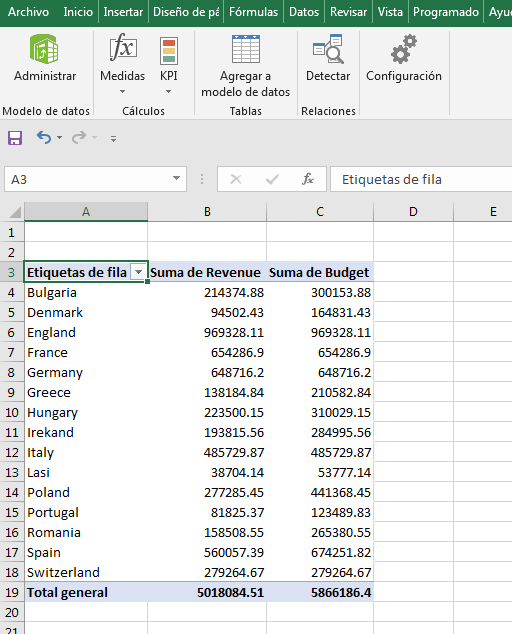 Archivo Inicio Insertar Diseño de pá Fórmulas Datos Revisar Vista Programado Ayu
Administrar Medidas KPI Agregar a modelo de datos Detectar Configuración
Modelo de datos Cálculos Tablas Relaciones
A3 fx Etiquetas de fila
A B C D E
1
2
3 Etiquetas de fila Suma de Revenue Suma de Budget
4 Bulgaria 214374.88 300153.88
5 Denmark 94502.43 164831.43
6 England 969328.11 969328.11
7 France 654286.9 654286.9
8 Germany 648716.2 648716.2
9 Greece 138184.84 210582.84
10 Hungary 223500.15 310029.15
11 Irekand 193815.56 284995.56
12 Italy 485729.87 485729.87
13 Lasi 38704.14 53777.14
14 Poland 277285.45 441368.45
15 Portugal 81825.37 123489.83
16 Romania 158508.55 265380.55
17 Spain 560057.39 674251.82
18 Switzerland 279264.67 279264.67
19 Total general 5018084.51 5866186.4
20
21